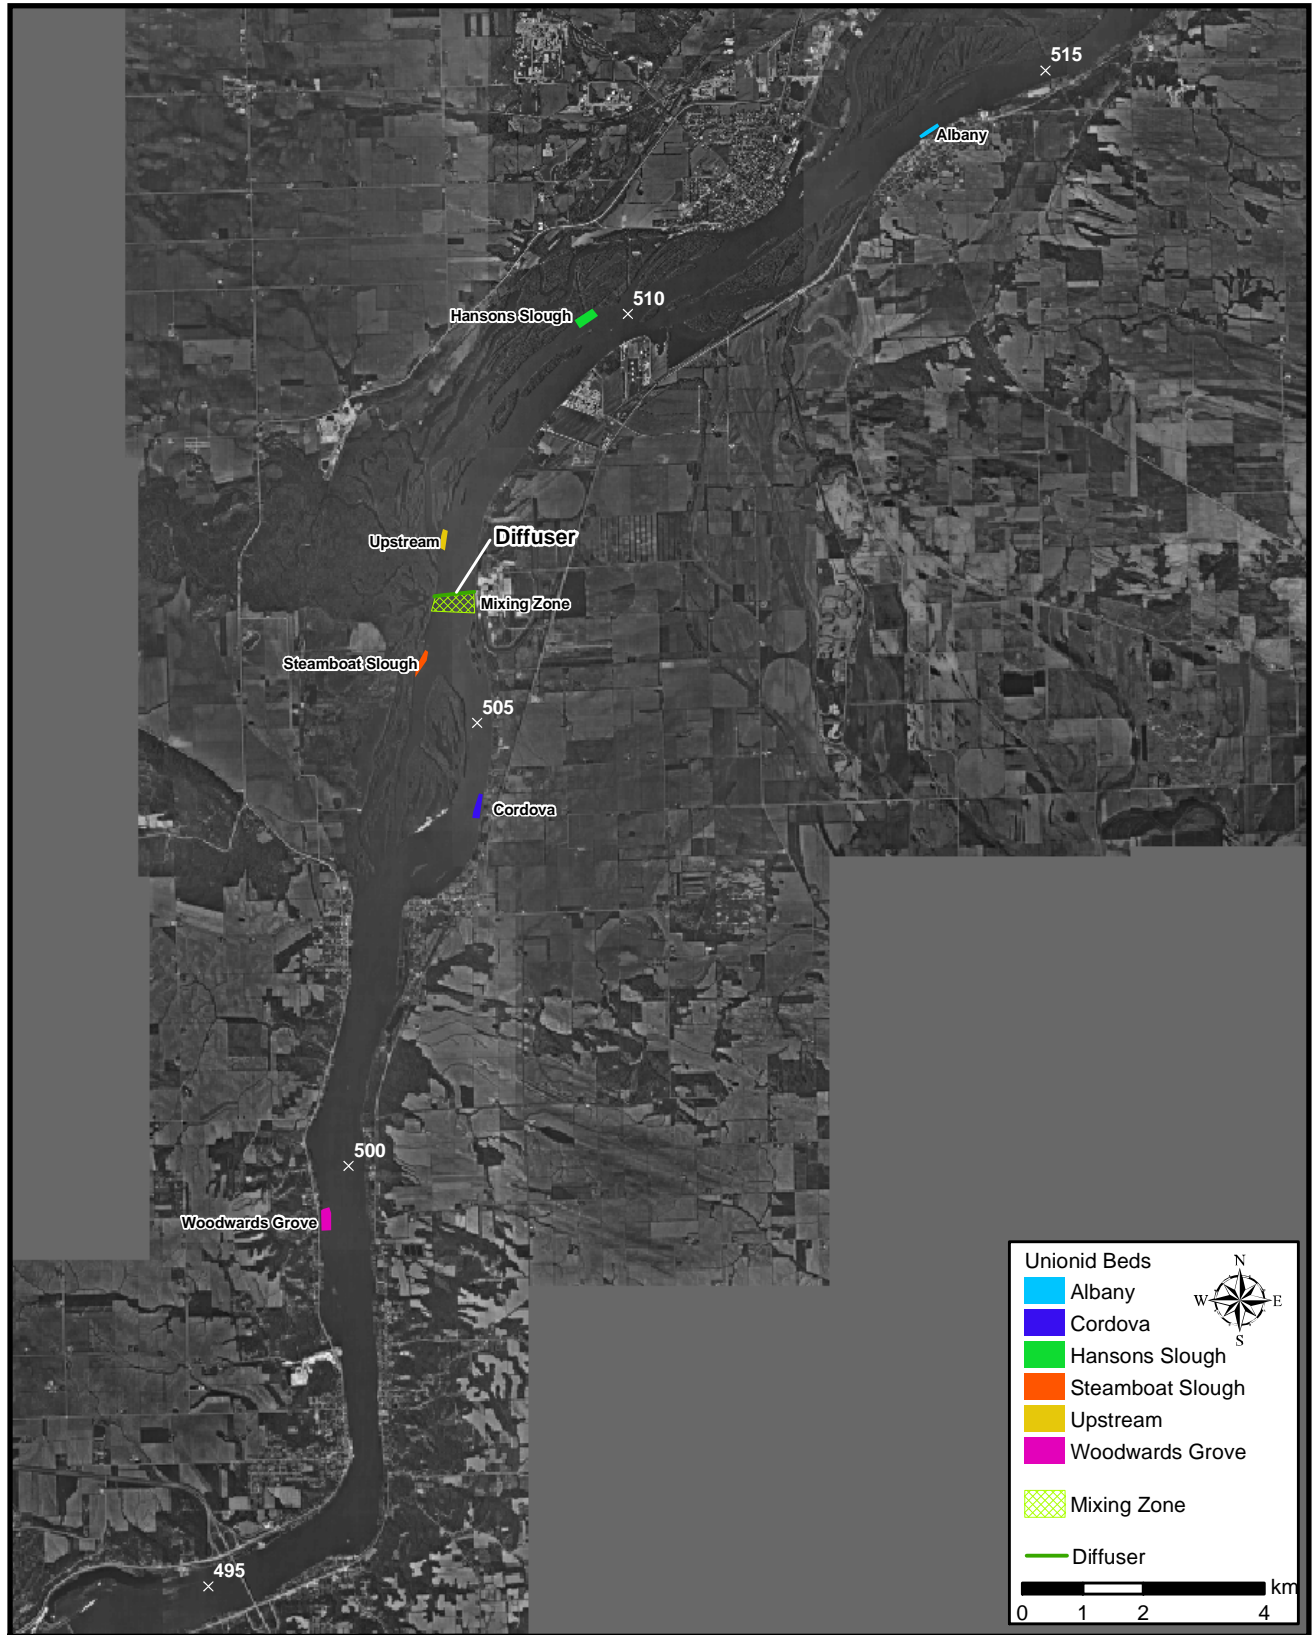 515
Albany
510
Hansons Slough
Diffuser
Upstream
Mixing Zone
Steamboat Slough
505
Cordova
500
Woodwards Grove
495
Unionid Beds
N
W E
S
Albany
Cordova
Hansons Slough
Steamboat Slough
Upstream
Woodwards Grove
Mixing Zone
Diffuser
km
0 1 2 4